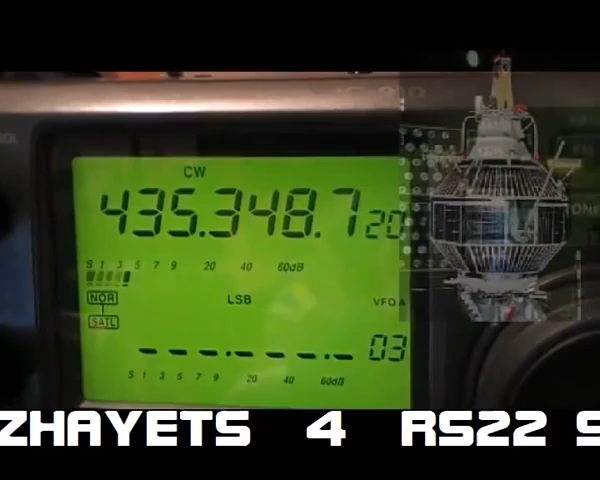 CW
435.348.720
S 1 3 5 7 9 20 40 60dB
NOR
LSB
VFO A
SATL
03
S 1 3 5 7 9 20 40 60dB
ZHAYETS 4 RS22 S